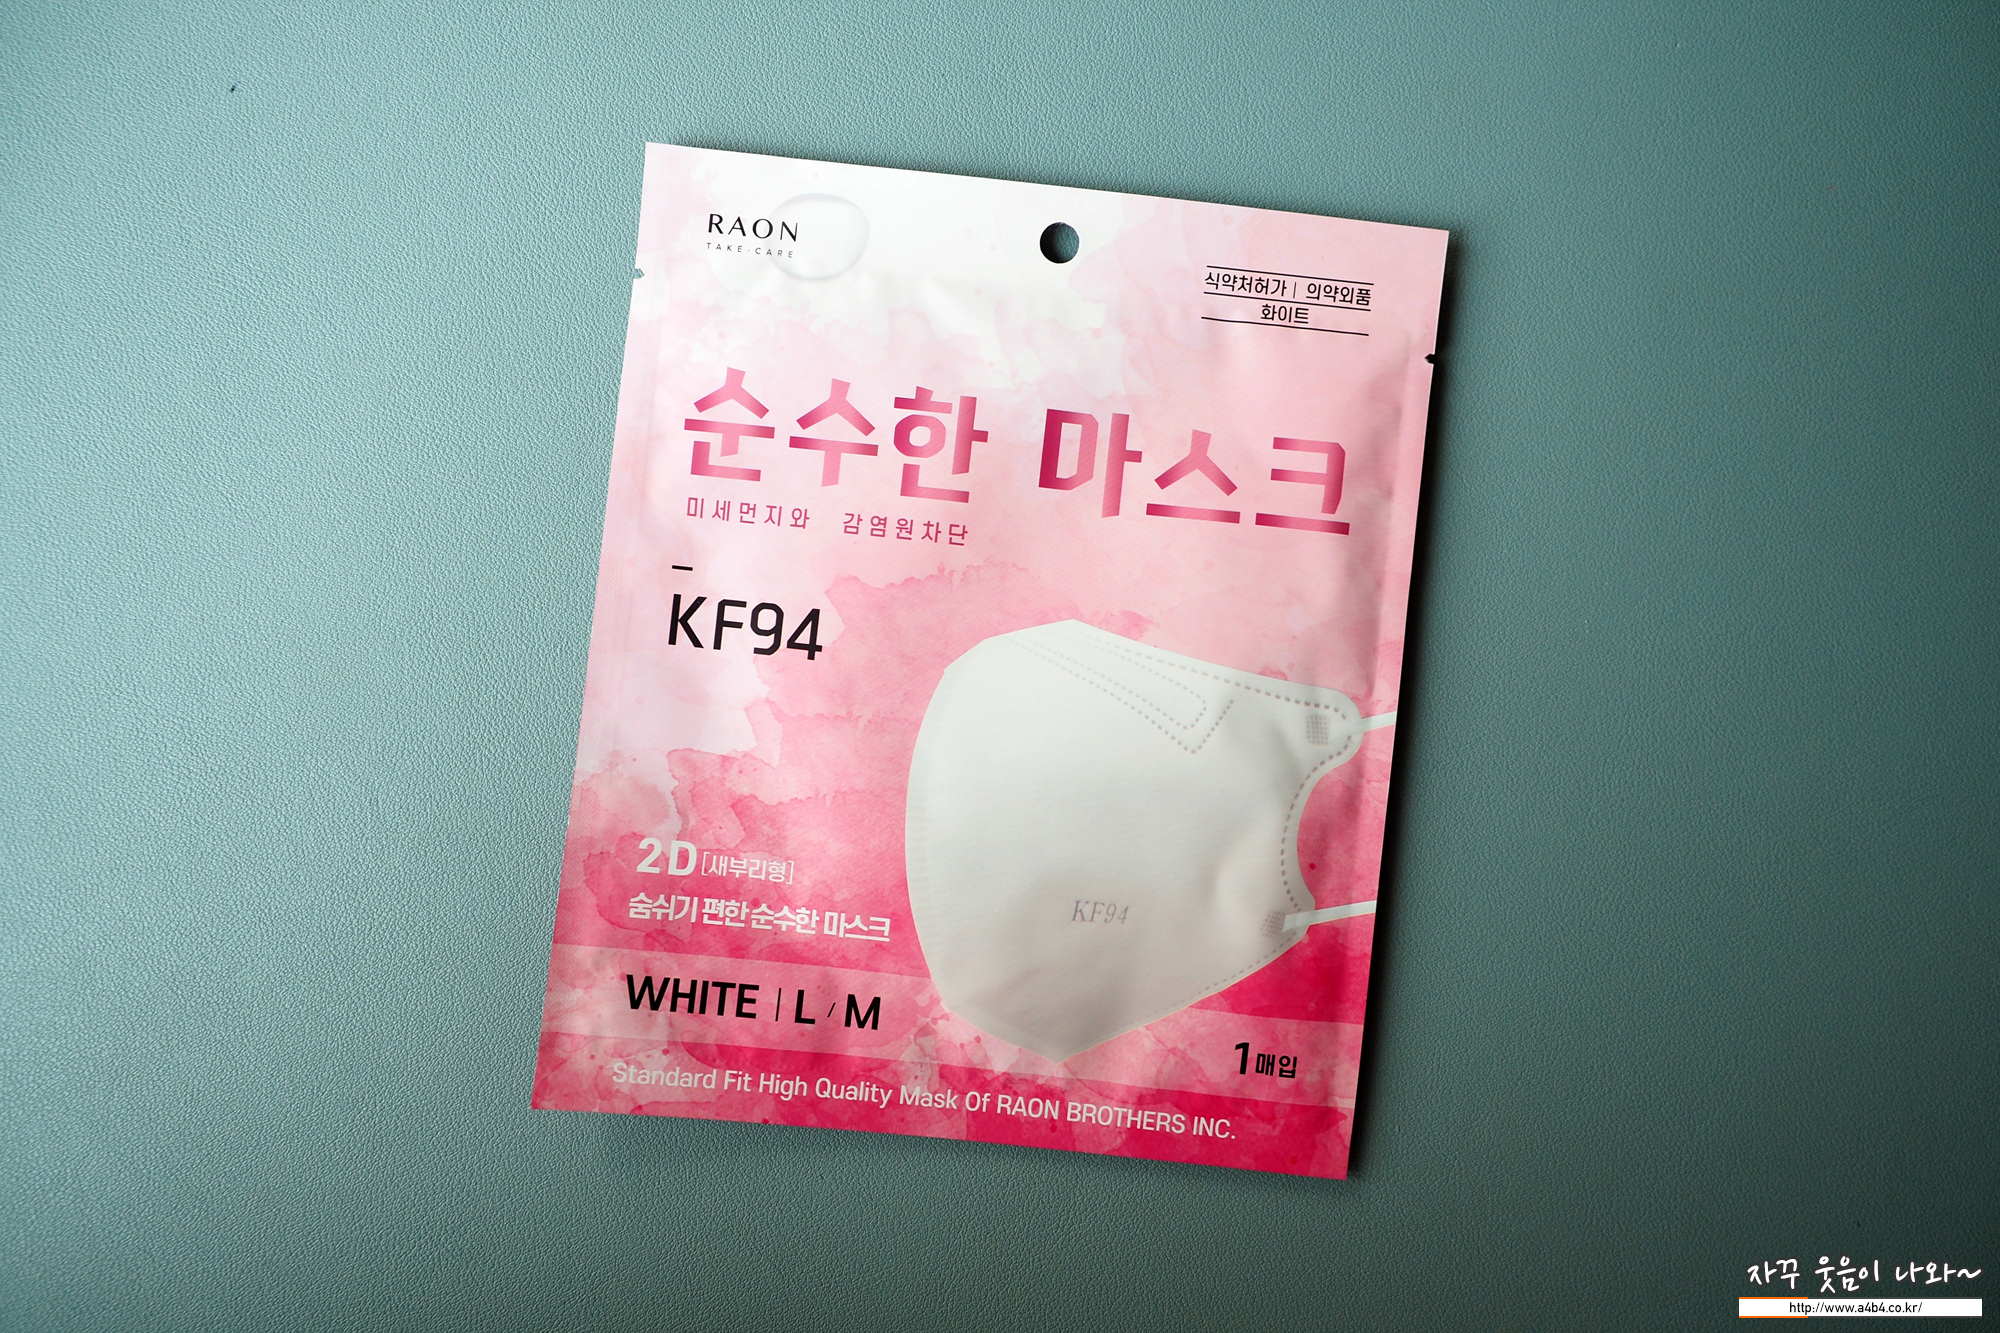 RAON
TAKE·CARE
식약처허가 | 의약외품
화이트
순수한 마스크
미세먼지와 감염원차단
KF94
2D [새부리형]
숨쉬기 편한 순수한 마스크
KF94
WHITE | L / M
1매입
Standard Fit High Quality Mask Of RAON BROTHERS INC.
자꾸 웃음이 나와~
http://www.a4b4.co.kr/